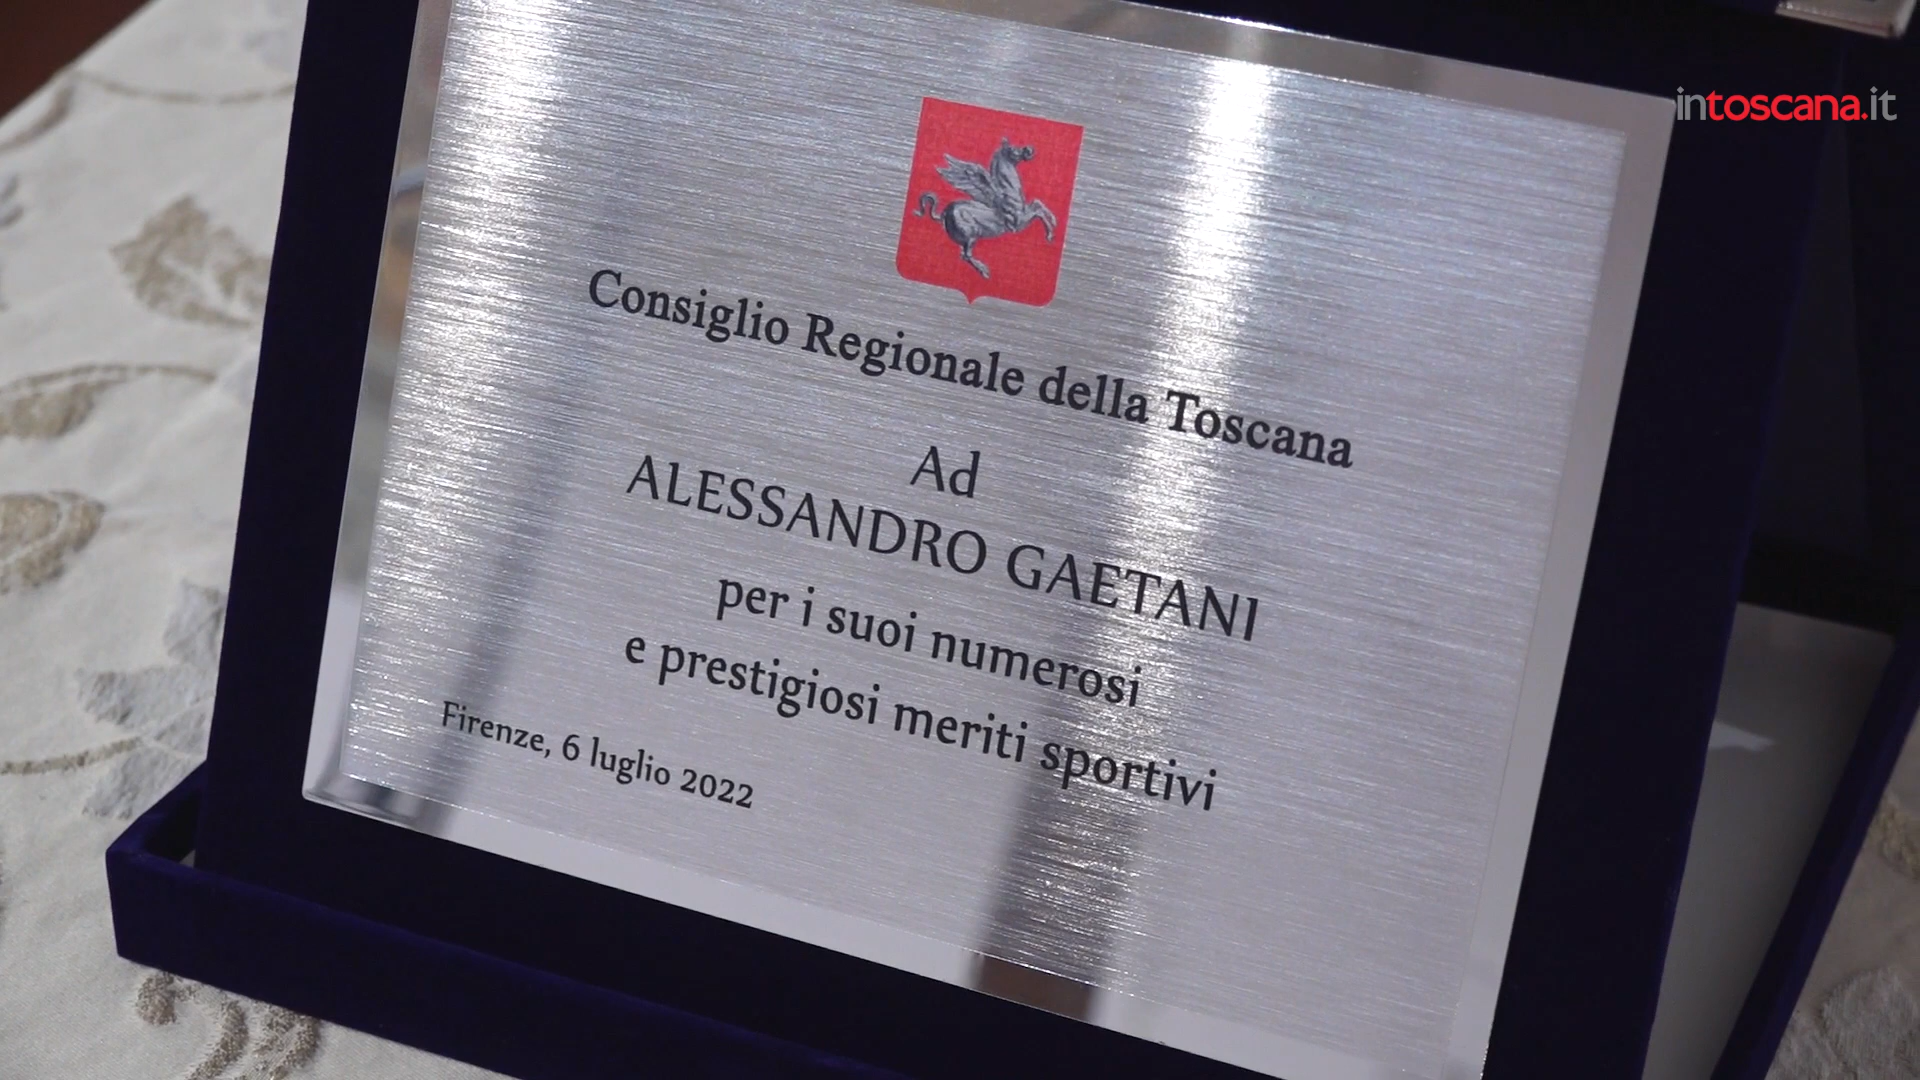 intoscana.it
Consiglio Regionale della Toscana
Ad
ALESSANDRO GAETANI
per i suoi numerosi
e prestigiosi meriti sportivi
Firenze, 6 luglio 2022